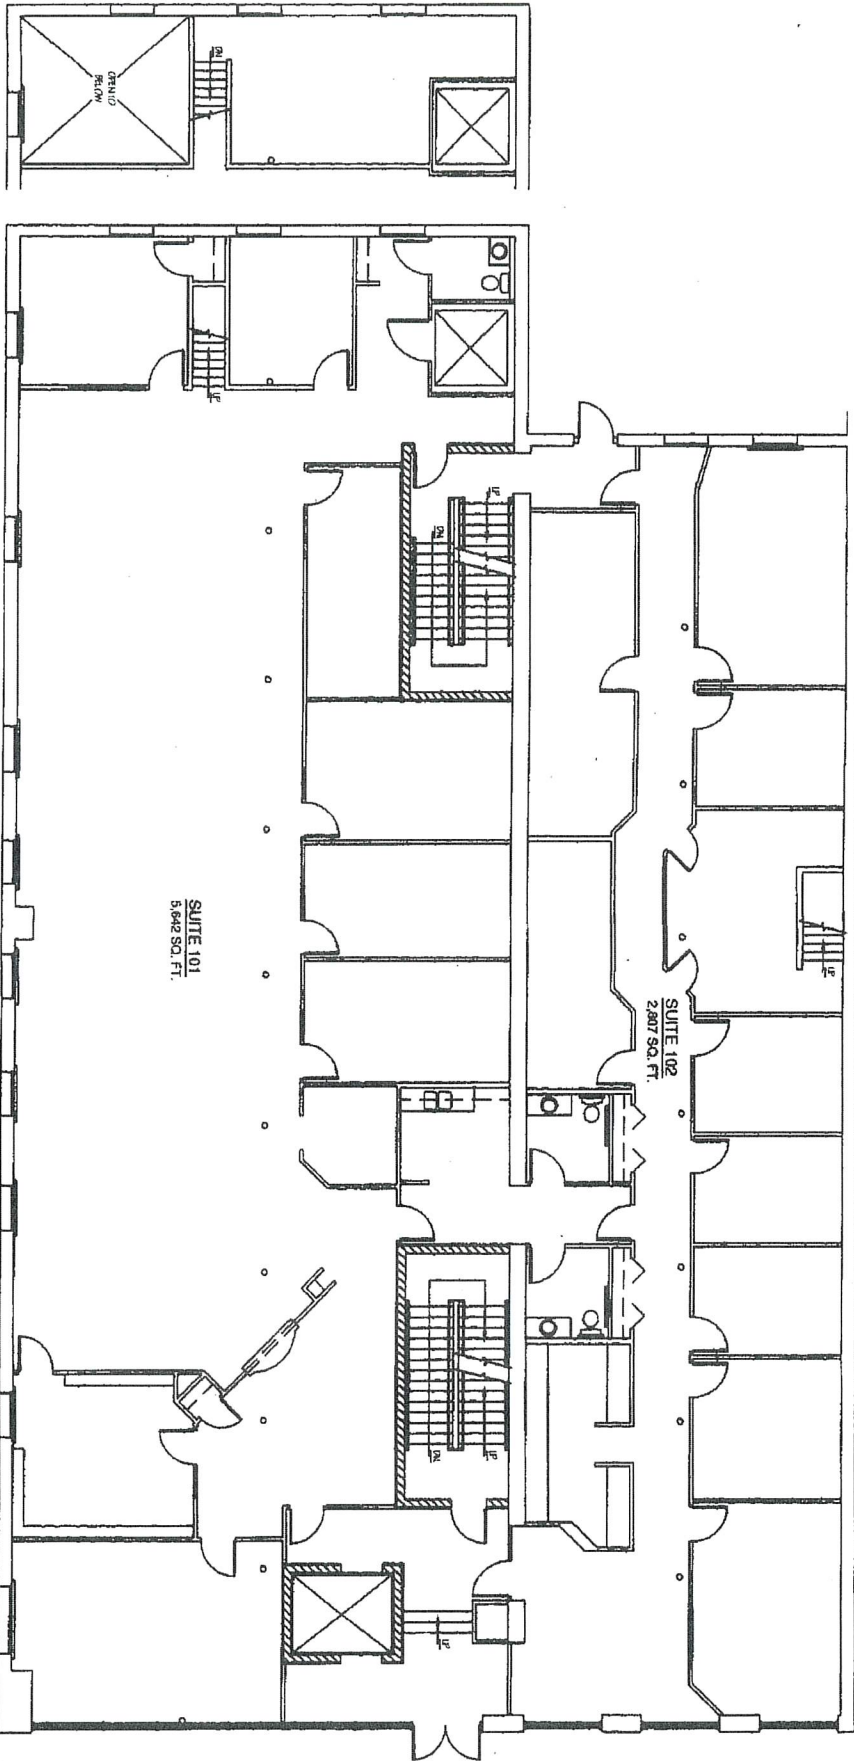 DN
OPEN TO
BELOW
UP
UP
DN
SUITE 101
5,642 SQ. FT.
SUITE 102
2,807 SQ. FT.
UP
DN
UP
UP